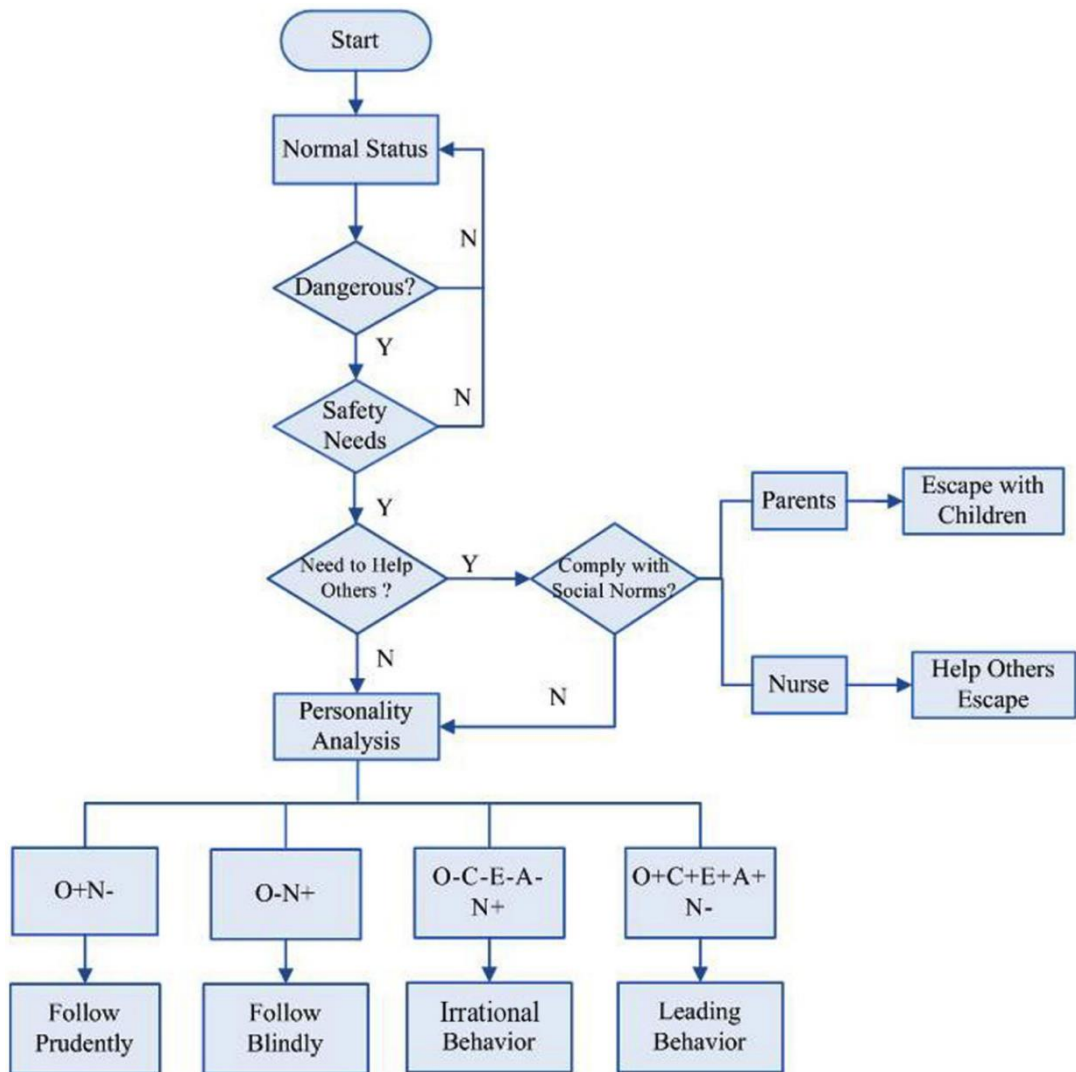 Start
Normal Status
N
Dangerous?
Y
Safety
Needs
N
Y
Need to Help
Others ?
Y
Comply with
Social Norms?
Parents
Escape with
Children
Nurse
Help Others
Escape
N
N
Personality
Analysis
O+N-
O-N+
O-C-E-A-
N+
O+C+E+A+
N-
Follow
Prudently
Follow
Blindly
Irrational
Behavior
Leading
Behavior